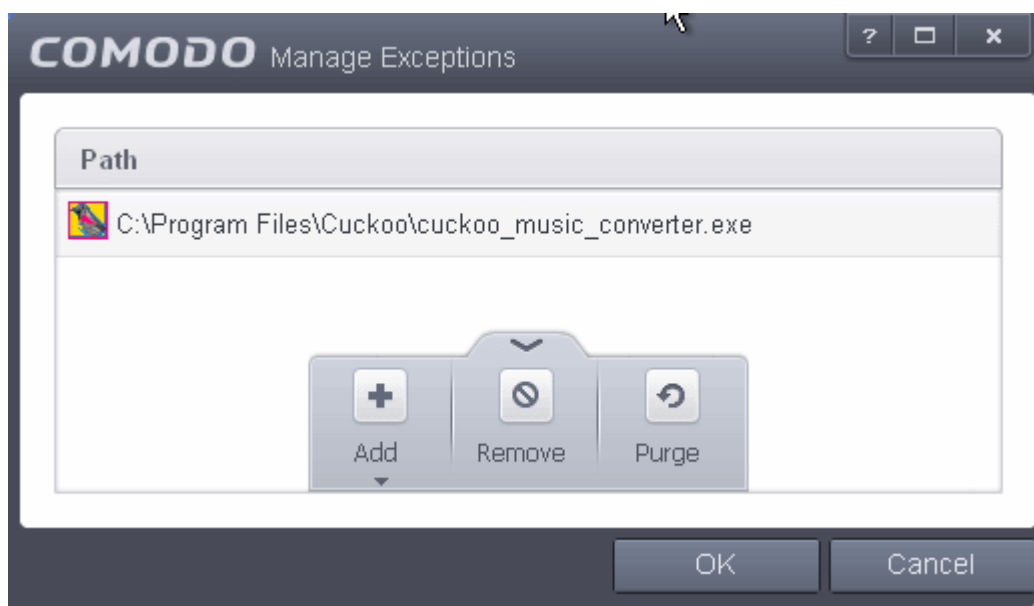 COMODO Manage Exceptions ?
Path
C:\Program Files\Cuckoo\cuckoo_music_converter.exe
Add Remove Purge
OK Cancel